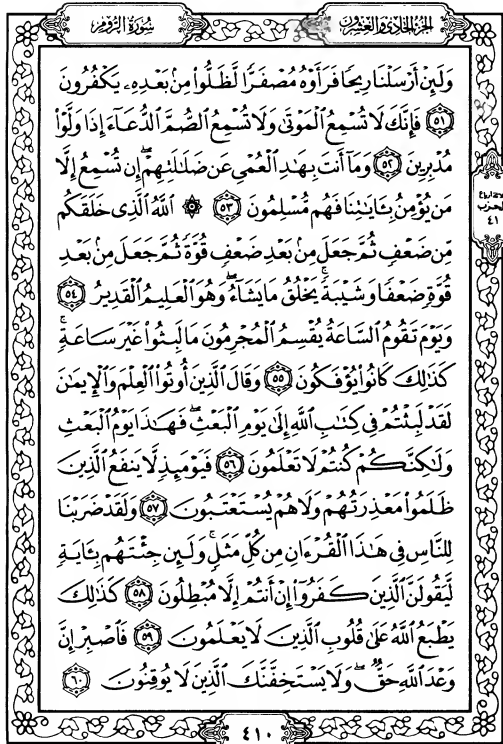 الجزء الحادي والعشرون
سورة الروم
وَلَئِنْ أَرْسَلْنَا رِيحًا فَرَأَوْهُ مُصْفَرًّا لَّظَلُّوا۟ مِنۢ بَعْدِهِۦ يَكْفُرُونَ
﴿٥١﴾ فَإِنَّكَ لَا تُسْمِعُ ٱلْمَوْتَىٰ وَلَا تُسْمِعُ ٱلصُّمَّ ٱلدُّعَآءَ إِذَا وَلَّوْا۟
مُدْبِرِينَ ﴿٥٢﴾ وَمَآ أَنتَ بِهَٰدِ ٱلْعُمْىِ عَن ضَلَٰلَتِهِمْ ۖ إِن تُسْمِعُ إِلَّا
مَن يُؤْمِنُ بِـَٔايَٰتِنَا فَهُم مُّسْلِمُونَ ﴿٥٣﴾ ۞ ٱللَّهُ ٱلَّذِى خَلَقَكُم
مِّن ضَعْفٍ ثُمَّ جَعَلَ مِنۢ بَعْدِ ضَعْفٍ قُوَّةً ثُمَّ جَعَلَ مِنۢ بَعْدِ
قُوَّةٍ ضَعْفًا وَشَيْبَةً ۚ يَخْلُقُ مَا يَشَآءُ ۖ وَهُوَ ٱلْعَلِيمُ ٱلْقَدِيرُ ﴿٥٤﴾
وَيَوْمَ تَقُومُ ٱلسَّاعَةُ يُقْسِمُ ٱلْمُجْرِمُونَ مَا لَبِثُوا۟ غَيْرَ سَاعَةٍ ۚ
كَذَٰلِكَ كَانُوا۟ يُؤْفَكُونَ ﴿٥٥﴾ وَقَالَ ٱلَّذِينَ أُوتُوا۟ ٱلْعِلْمَ وَٱلْإِيمَٰنَ
لَقَدْ لَبِثْتُمْ فِى كِتَٰبِ ٱللَّهِ إِلَىٰ يَوْمِ ٱلْبَعْثِ ۖ فَهَٰذَا يَوْمُ ٱلْبَعْثِ
وَلَٰكِنَّكُمْ كُنتُمْ لَا تَعْلَمُونَ ﴿٥٦﴾ فَيَوْمَئِذٍ لَّا يَنفَعُ ٱلَّذِينَ
ظَلَمُوا۟ مَعْذِرَتُهُمْ وَلَا هُمْ يُسْتَعْتَبُونَ ﴿٥٧﴾ وَلَقَدْ ضَرَبْنَا
لِلنَّاسِ فِى هَٰذَا ٱلْقُرْءَانِ مِن كُلِّ مَثَلٍ ۚ وَلَئِن جِئْتَهُم بِـَٔايَةٍ
لَّيَقُولَنَّ ٱلَّذِينَ كَفَرُوٓا۟ إِنْ أَنتُمْ إِلَّا مُبْطِلُونَ ﴿٥٨﴾ كَذَٰلِكَ
يَطْبَعُ ٱللَّهُ عَلَىٰ قُلُوبِ ٱلَّذِينَ لَا يَعْلَمُونَ ﴿٥٩﴾ فَٱصْبِرْ إِنَّ
وَعْدَ ٱللَّهِ حَقٌّ ۖ وَلَا يَسْتَخِفَّنَّكَ ٱلَّذِينَ لَا يُوقِنُونَ ﴿٦٠﴾
الحزب
٤١
٤١٠